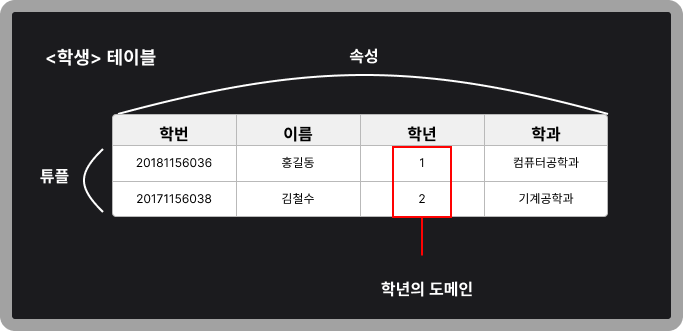 <학생> 테이블
속성
학번 이름 학년 학과
튜플
20181156036 홍길동 1 컴퓨터공학과
20171156038 김철수 2 기계공학과
학년의 도메인